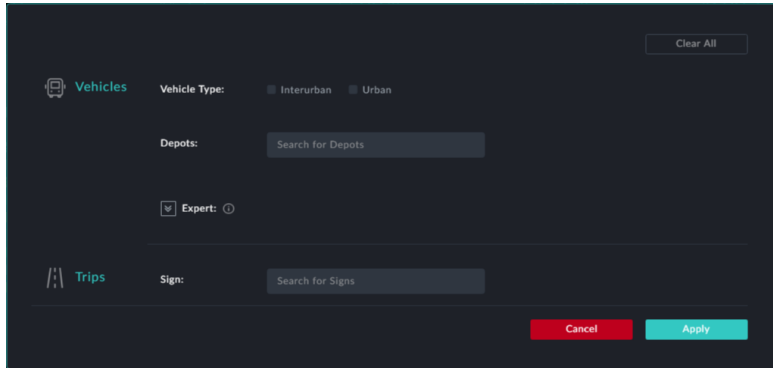 Clear All
Vehicles
Vehicle Type:
Interurban
Urban
Depots:
Search for Depots
Expert:
Trips
Sign:
Search for Signs
Cancel
Apply